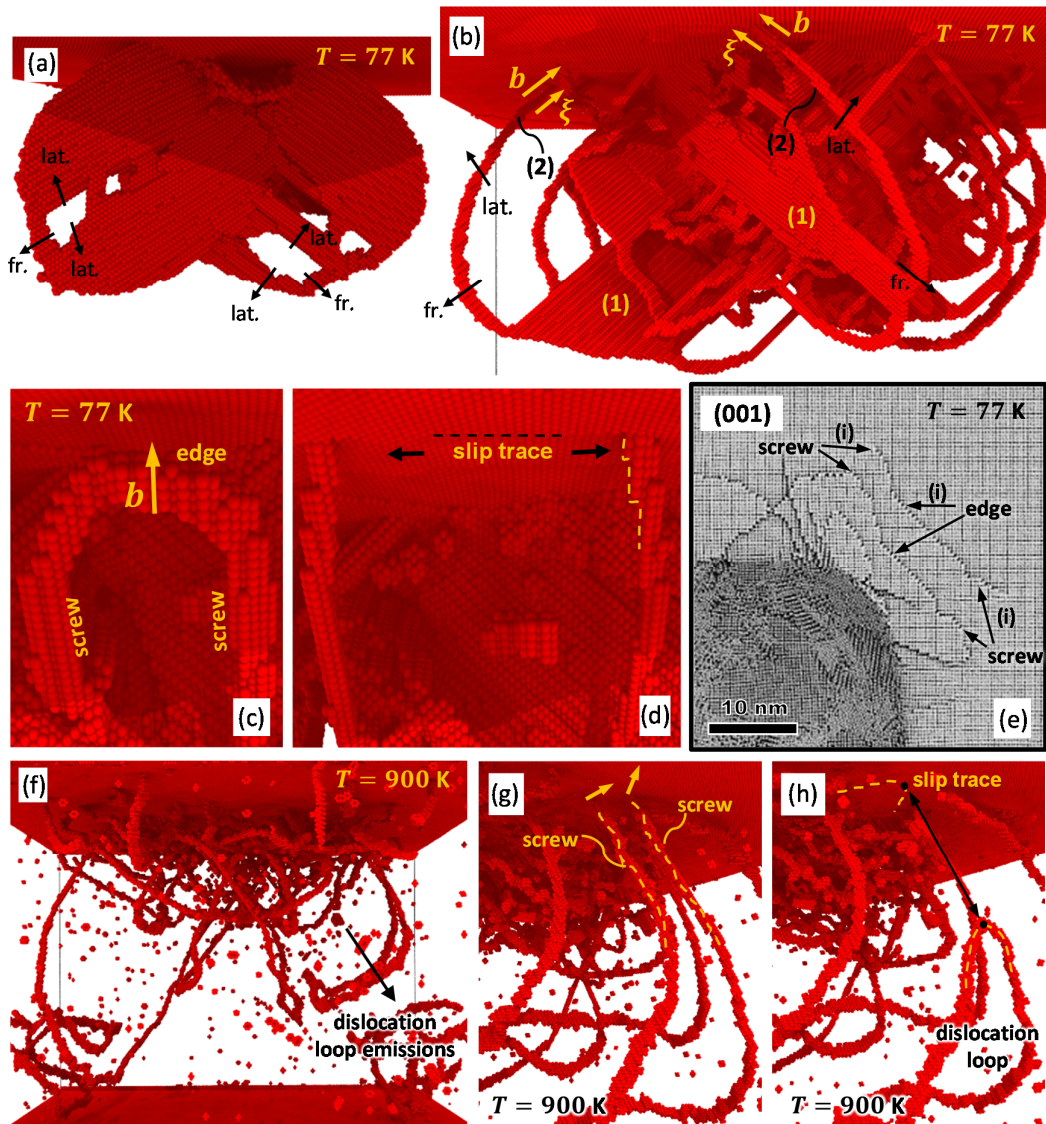 (a)
T = 77 K
lat.
lat.
fr.
lat.
lat.
fr.
(b)
T = 77 K
b
ξ
b
ξ
(2)
(2)
lat.
lat.
(1)
(1)
fr.
fr.
T = 77 K
edge
b
screw
screw
(c)
slip trace
(d)
(001)
T = 77 K
(i)
screw
(i)
edge
(i)
screw
10 nm
(e)
(f)
T = 900 K
dislocation
loop emissions
(g)
screw
screw
T = 900 K
(h)
slip trace
dislocation
loop
T = 900 K